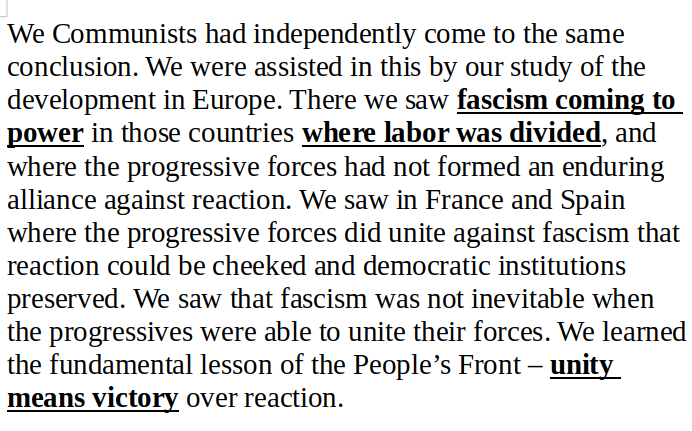 We Communists had independently come to the same
conclusion. We were assisted in this by our study of the
development in Europe. There we saw fascism coming to
power in those countries where labor was divided, and
where the progressive forces had not formed an enduring
alliance against reaction. We saw in France and Spain
where the progressive forces did unite against fascism that
reaction could be cheeked and democratic institutions
preserved. We saw that fascism was not inevitable when
the progressives were able to unite their forces. We learned
the fundamental lesson of the People’s Front – unity
means victory over reaction.